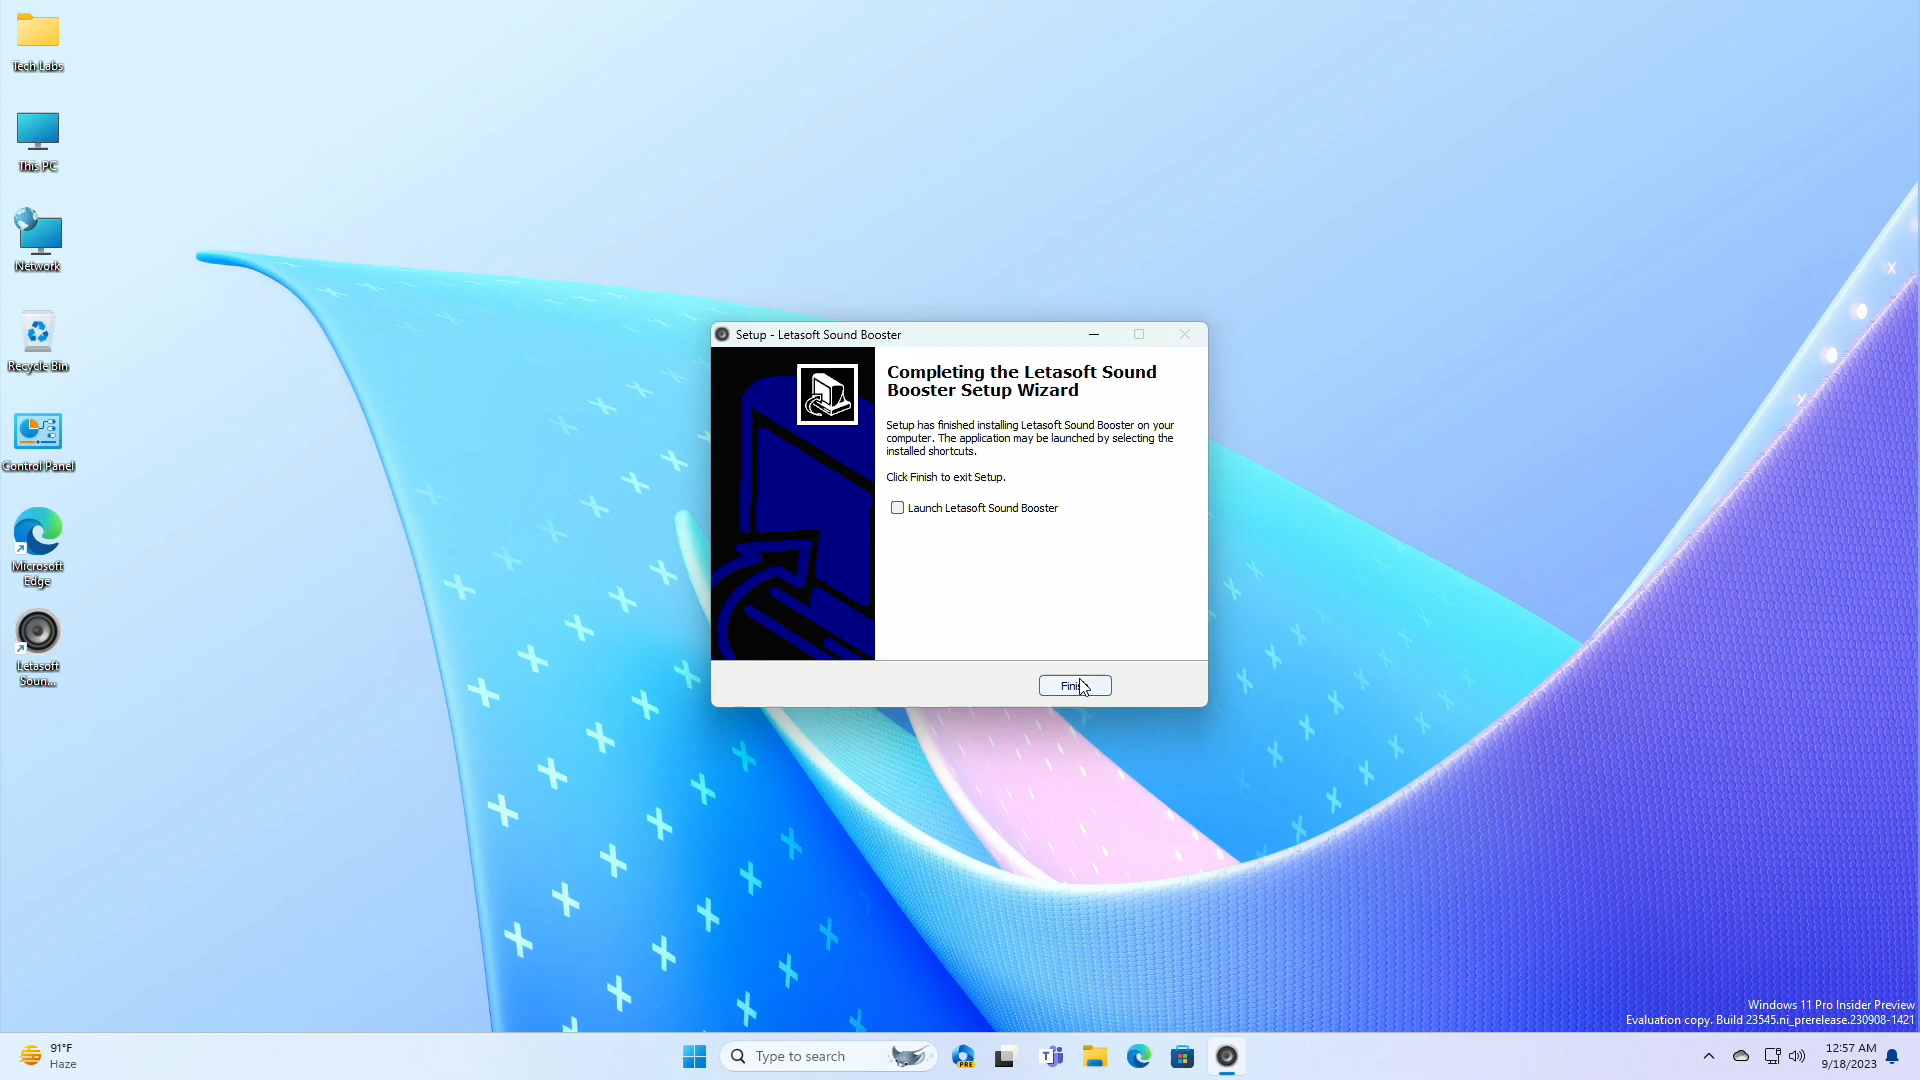 Tech Labs
This PC
Network
Recycle Bin
Control Panel
Microsoft
Edge
Letasoft
Soun...
Setup - Letasoft Sound Booster
Completing the Letasoft Sound
Booster Setup Wizard
Setup has finished installing Letasoft Sound Booster on your
computer. The application may be launched by selecting the
installed shortcuts.
Click Finish to exit Setup.
Launch Letasoft Sound Booster
Windows 11 Pro Insider Preview
Evaluation copy. Build 23545.ni_prerelease.230908-1421
91°F
Haze
Type to search
PRE
12:57 AM
9/18/2023